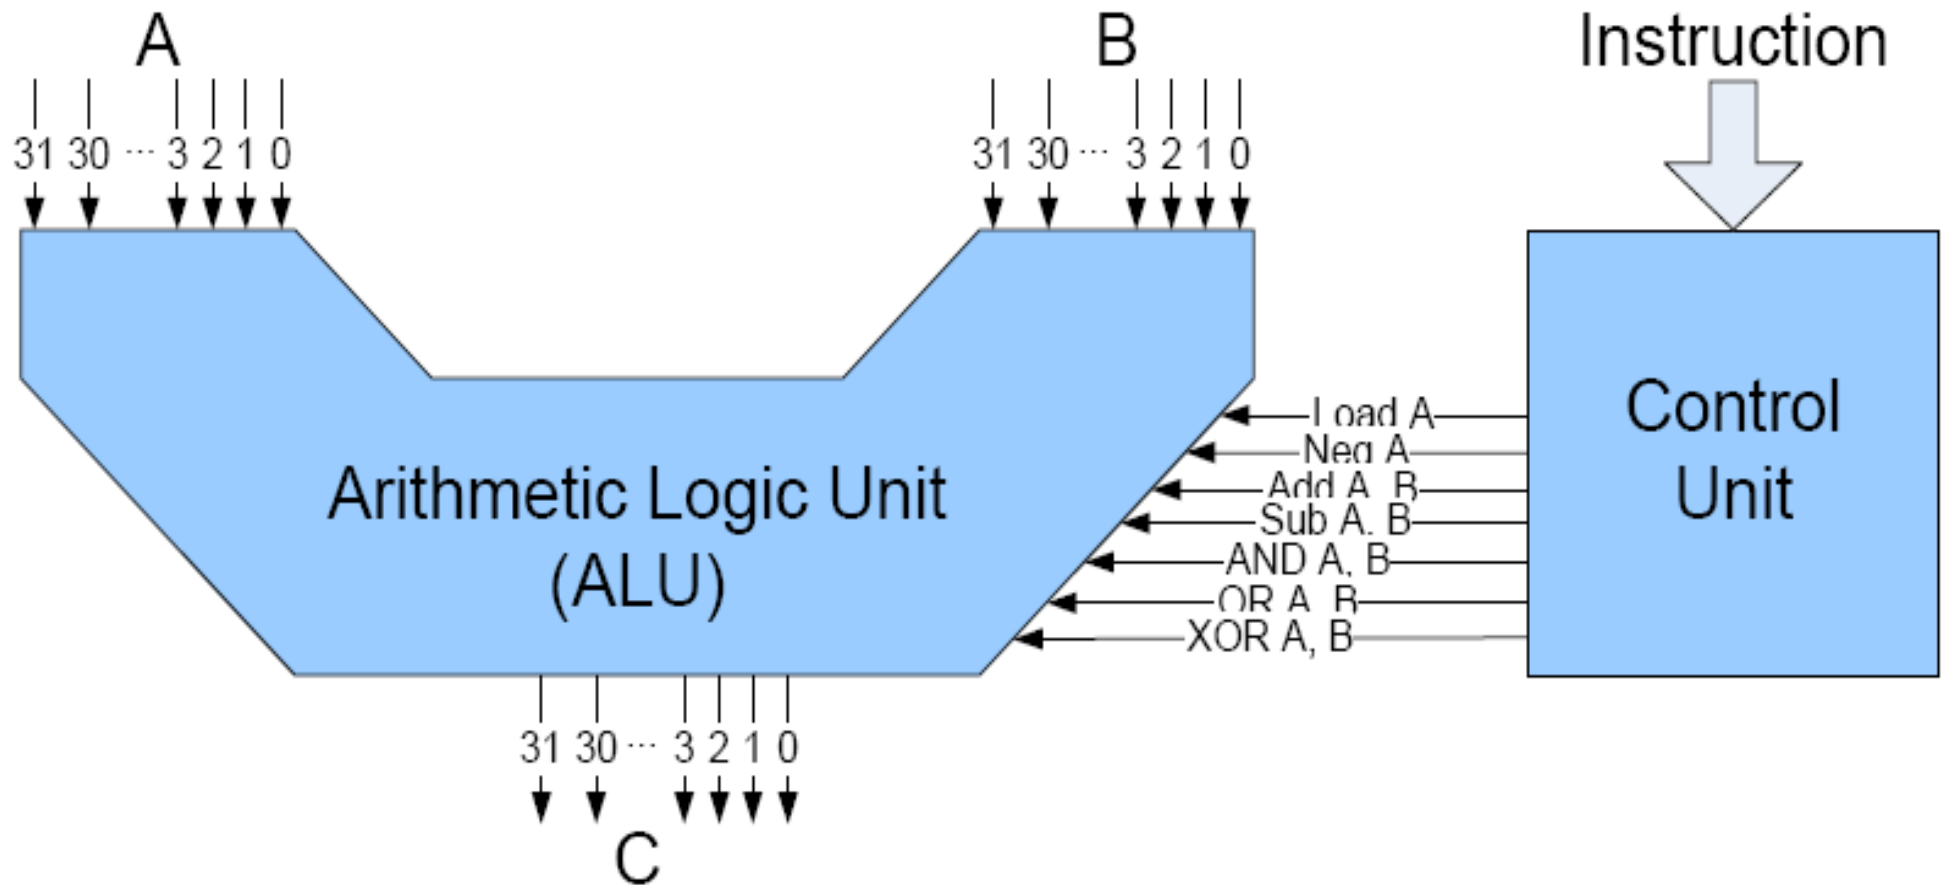 A
B
Instruction
31 30 ... 3 2 1 0
31 30 ... 3 2 1 0
Load A
Neg A
Add A, B
Sub A, B
AND A, B
OR A, B
XOR A, B
Control
Unit
Arithmetic Logic Unit
(ALU)
31 30 ... 3 2 1 0
C